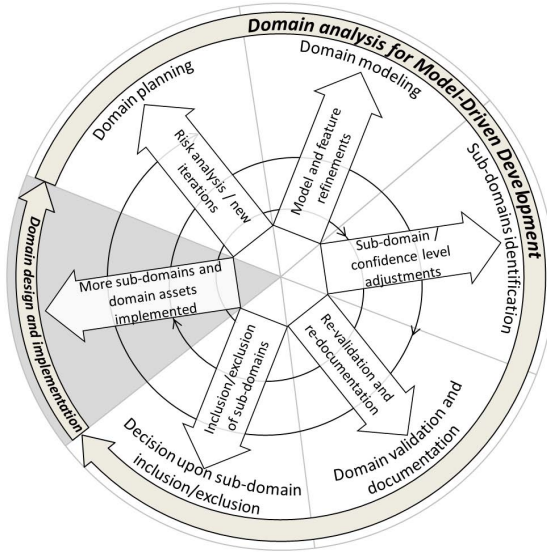 Domain analysis for Model-Driven Development
Domain planning
Domain modeling
Sub-domains identification
Domain validation and
documentation
Decision upon sub-domain
inclusion/exclusion
Domain design and implementation
Risk analysis / new
iterations
Model and feature
refinements
Sub-domain /
confidence level
adjustments
Re-validation and
re-documentation
Inclusion/exclusion
of sub-domains
More sub-domains and
domain assets
implemented